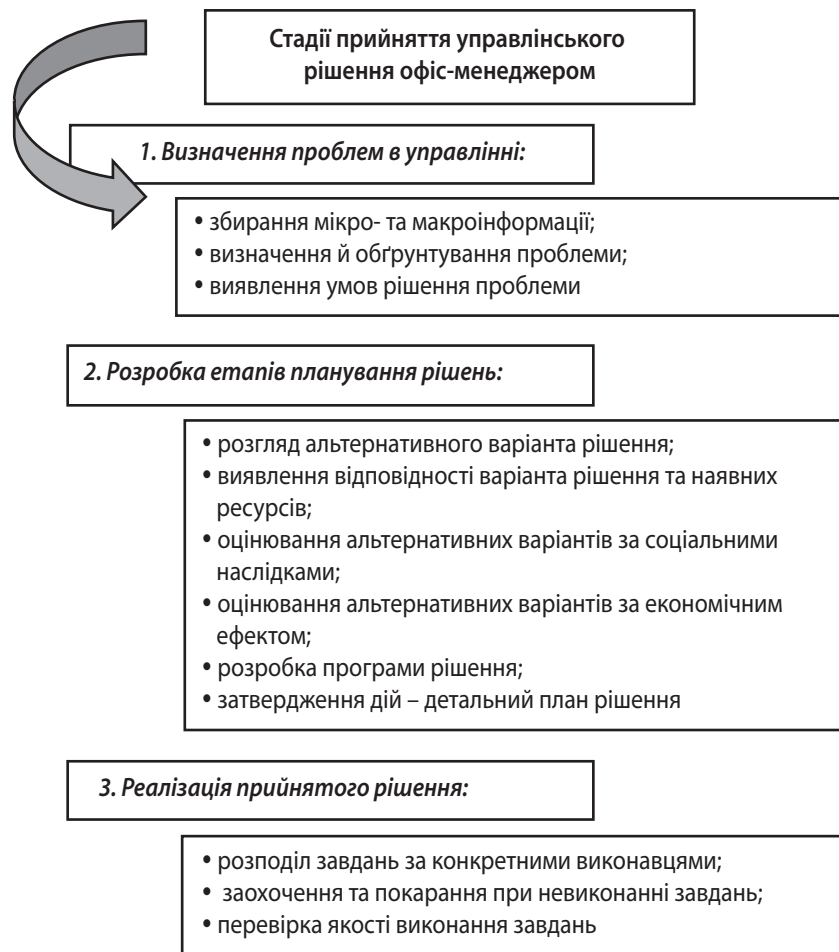 Стадії прийняття управлінського
рішення офіс-менеджером
1. Визначення проблем в управлінні:
• збирання мікро- та макроінформації;
• визначення й обґрунтування проблеми;
• виявлення умов рішення проблеми
2. Розробка етапів планування рішень:
• розгляд альтернативного варіанта рішення;
• виявлення відповідності варіанта рішення та наявних
ресурсів;
• оцінювання альтернативних варіантів за соціальними
наслідками;
• оцінювання альтернативних варіантів за економічним
ефектом;
• розробка програми рішення;
• затвердження дій – детальний план рішення
3. Реалізація прийнятого рішення:
• розподіл завдань за конкретними виконавцями;
• заохочення та покарання при невиконанні завдань;
• перевірка якості виконання завдань